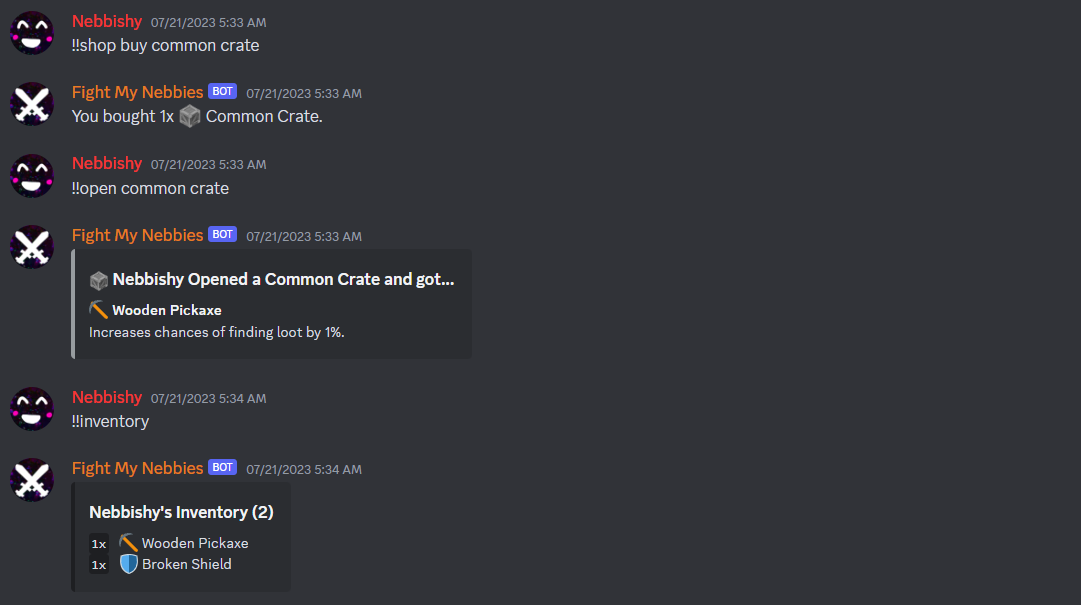 Nebbishy 07/21/2023 5:33 AM
!!shop buy common crate
Fight My Nebbies BOT 07/21/2023 5:33 AM
You bought 1x Common Crate.
Nebbishy 07/21/2023 5:33 AM
!!open common crate
Fight My Nebbies BOT 07/21/2023 5:33 AM
Nebbishy Opened a Common Crate and got...
Wooden Pickaxe
Increases chances of finding loot by 1%.
Nebbishy 07/21/2023 5:34 AM
!!inventory
Fight My Nebbies BOT 07/21/2023 5:34 AM
Nebbishy's Inventory (2)
1x Wooden Pickaxe
1x Broken Shield